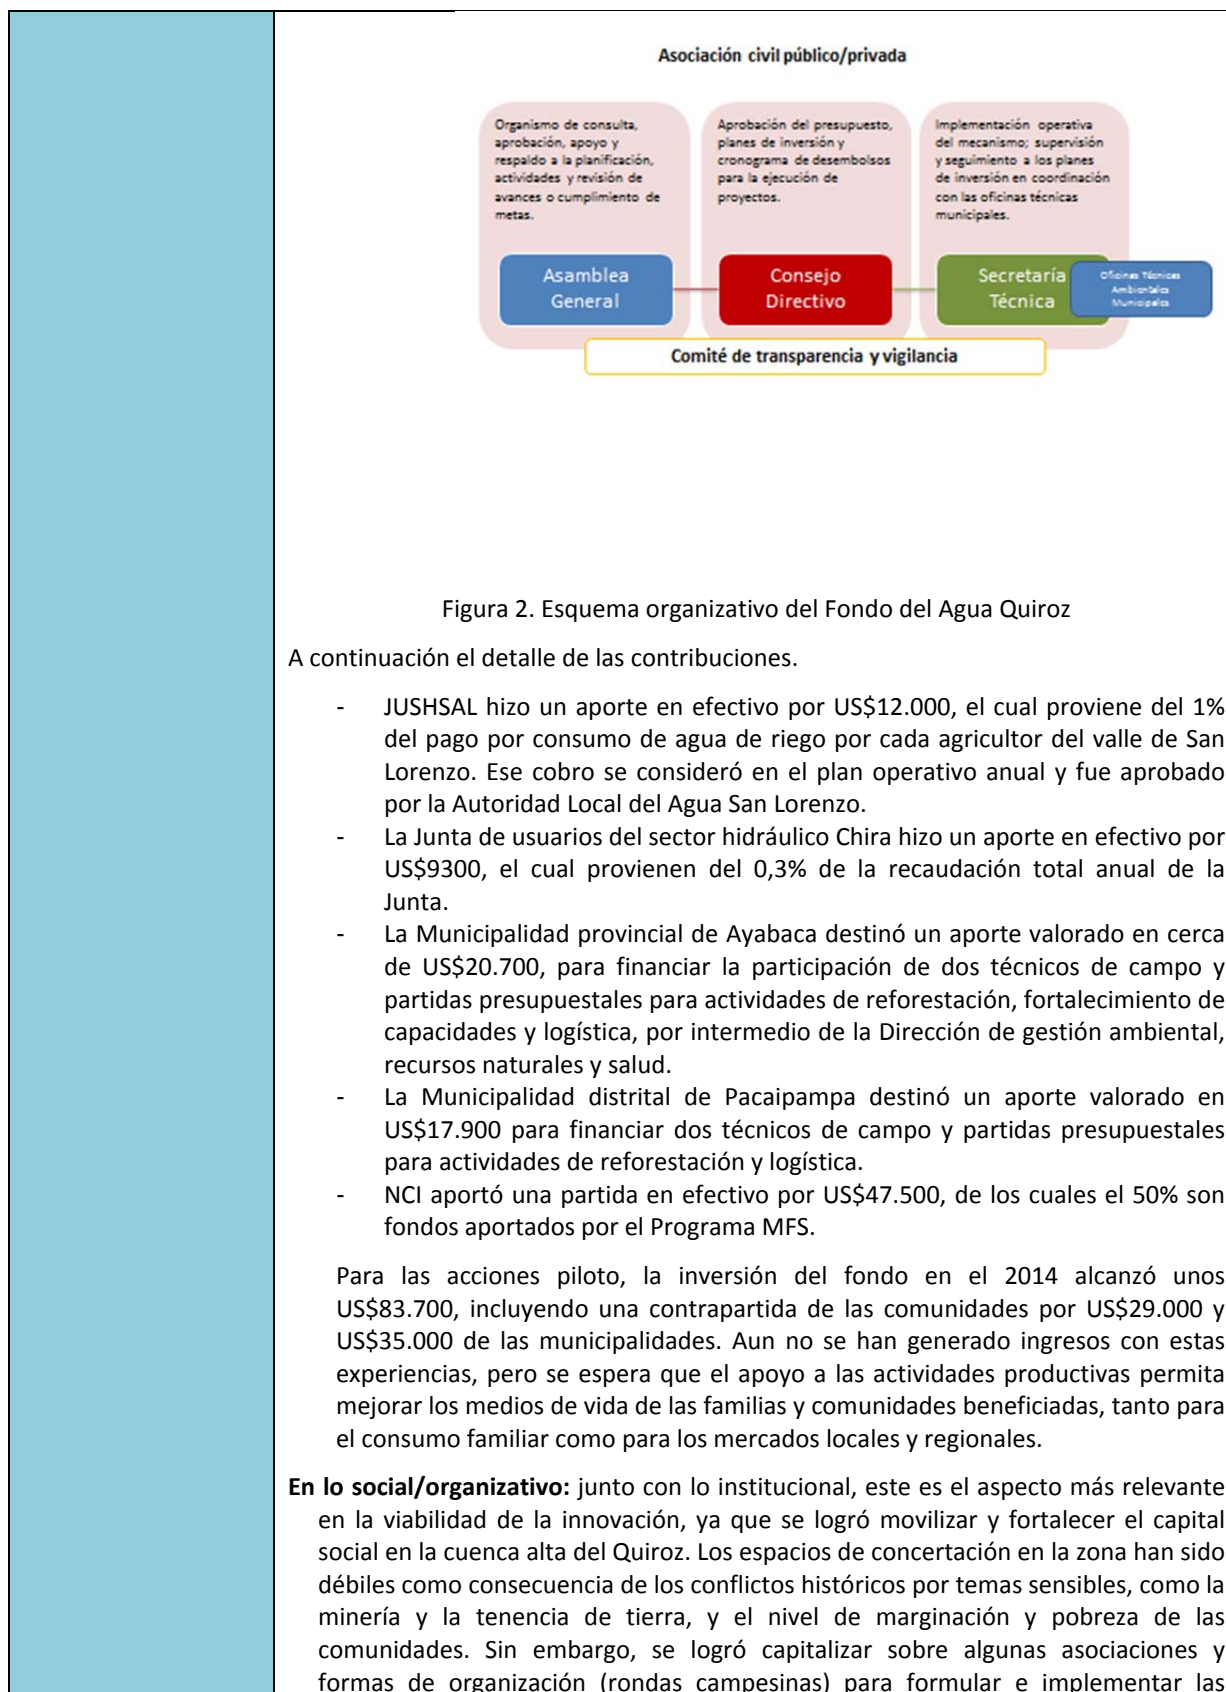 Asociación civil público/privada
Organismo de consulta,
aprobación, apoyo y
respaldo a la planificación,
actividades y revisión de
avances o cumplimiento de
metas.
Aprobación del presupuesto,
planes de inversión y
cronograma de desembolsos
para la ejecución de
proyectos.
Implementación operativa
del mecanismo; supervisión
y seguimiento a los planes
de inversión en coordinación
con las oficinas técnicas
municipales.
Asamblea
General
Consejo
Directivo
Secretaría
Técnica
Oficinas Técnicas
Ambientales
Municipales
Comité de transparencia y vigilancia
Figura 2. Esquema organizativo del Fondo del Agua Quiroz
A continuación el detalle de las contribuciones.
- JUSHSAL hizo un aporte en efectivo por US$12.000, el cual proviene del 1%
del pago por consumo de agua de riego por cada agricultor del valle de San
Lorenzo. Ese cobro se consideró en el plan operativo anual y fue aprobado
por la Autoridad Local del Agua San Lorenzo.
- La Junta de usuarios del sector hidráulico Chira hizo un aporte en efectivo por
US$9300, el cual provienen del 0,3% de la recaudación total anual de la
Junta.
- La Municipalidad provincial de Ayabaca destinó un aporte valorado en cerca
de US$20.700, para financiar la participación de dos técnicos de campo y
partidas presupuestales para actividades de reforestación, fortalecimiento de
capacidades y logística, por intermedio de la Dirección de gestión ambiental,
recursos naturales y salud.
- La Municipalidad distrital de Pacaipampa destinó un aporte valorado en
US$17.900 para financiar dos técnicos de campo y partidas presupuestales
para actividades de reforestación y logística.
- NCI aportó una partida en efectivo por US$47.500, de los cuales el 50% son
fondos aportados por el Programa MFS.
Para las acciones piloto, la inversión del fondo en el 2014 alcanzó unos
US$83.700, incluyendo una contrapartida de las comunidades por US$29.000 y
US$35.000 de las municipalidades. Aun no se han generado ingresos con estas
experiencias, pero se espera que el apoyo a las actividades productivas permita
mejorar los medios de vida de las familias y comunidades beneficiadas, tanto para
el consumo familiar como para los mercados locales y regionales.
En lo social/organizativo: junto con lo institucional, este es el aspecto más relevante
en la viabilidad de la innovación, ya que se logró movilizar y fortalecer el capital
social en la cuenca alta del Quiroz. Los espacios de concertación en la zona han sido
débiles como consecuencia de los conflictos históricos por temas sensibles, como la
minería y la tenencia de tierra, y el nivel de marginación y pobreza de las
comunidades. Sin embargo, se logró capitalizar sobre algunas asociaciones y
formas de organización (rondas campesinas) para formular e implementar las